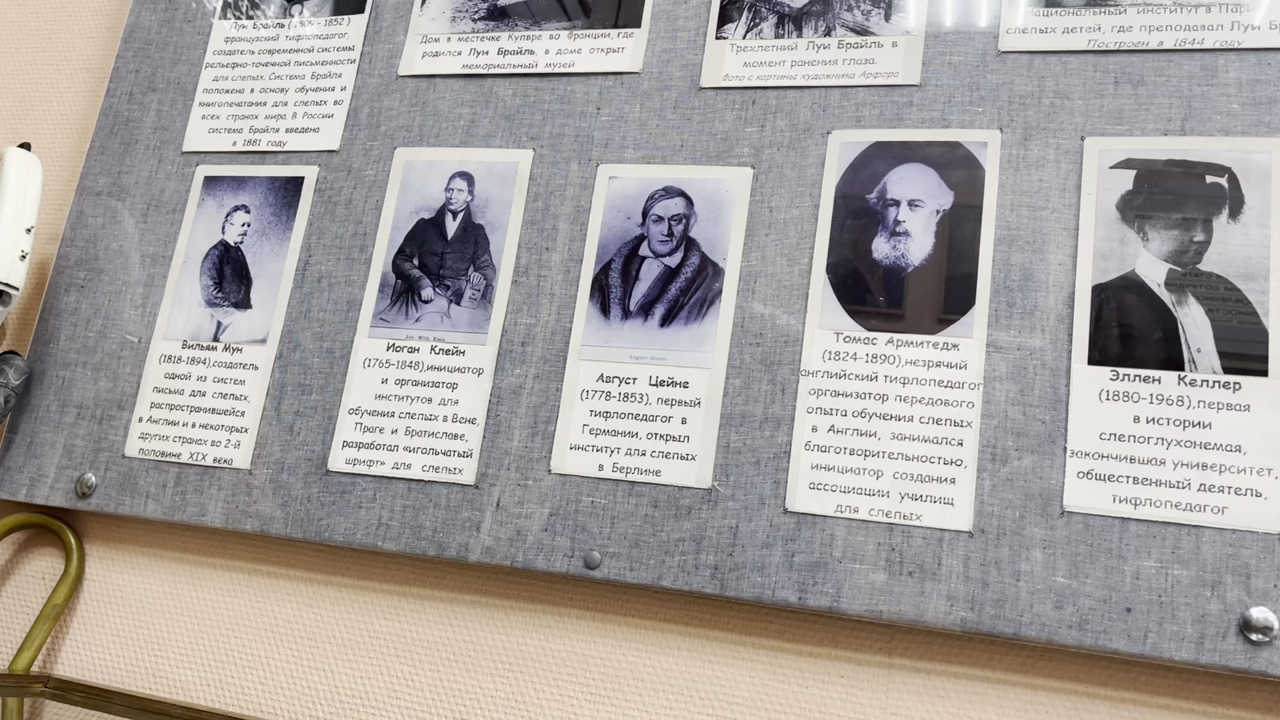 Луи Брайль (1809-1852)
французский тифлопедагог,
создатель современной системы
рельефно-точечной письменности
для слепых. Система Брайля
положена в основу обучения и
книгопечатания для слепых во
всех странах мира. В России
система Брайля введена
в 1881 году
Дом в местечке Купвре во Франции, где
родился Луи Брайль, в доме открыт
мемориальный музей
Трехлетний Луи Брайль в
момент ранения глаза.
Фото с картины художника Арфора
Национальный институт в Пари
слепых детей, где преподавал Луи Бр
Построен в 1844 году
Вильям Мун
(1818-1894),создатель
одной из систем
письма для слепых,
распространившейся
в Англии и в некоторых
других странах во 2-й
половине XIX века
Joh. Wilh. Klein
Иоган Клейн
(1765-1848),инициатор
и организатор
институтов для
обучения слепых в Вене,
Праге и Братиславе,
разработал «игольчатый
шрифт» для слепых
August Zeune
Август Цейне
(1778-1853), первый
тифлопедагог в
Германии, открыл
институт для слепых
в Берлине
Томас Армитедж
(1824-1890),незрячий
английский тифлопедагог
организатор передового
опыта обучения слепых
в Англии, занимался
благотворительностью,
инициатор создания
ассоциации училищ
для слепых
Эллен Келлер
(1880-1968),первая
в истории
слепоглухонемая,
закончившая университет,
общественный деятель,
тифлопедагог